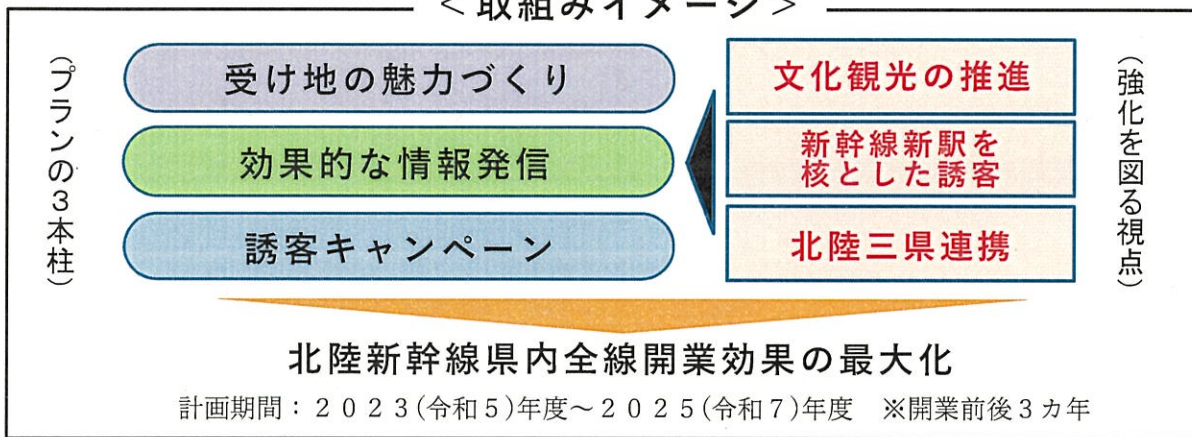 ＜取組みイメージ＞
（プランの３本柱）
受け地の魅力づくり
効果的な情報発信
誘客キャンペーン
文化観光の推進
新幹線新駅を
核とした誘客
北陸三県連携
（強化を図る視点）
北陸新幹線県内全線開業効果の最大化
計画期間：２０２３(令和５)年度～２０２５(令和７)年度　※開業前後３カ年